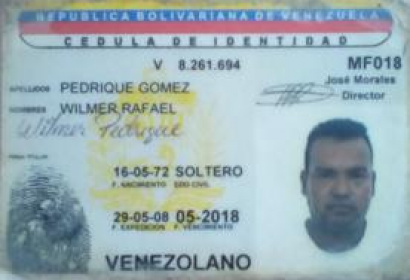 REPUBLICA BOLIVARIANA DE VENEZUELA
CEDULA DE IDENTIDAD
V 8.261.694 MF018
José Morales
Director
APELLIDOS PEDRIQUE GOMEZ
NOMBRES WILMER RAFAEL
Wilmer Pedrique
FIRMA TITULAR
16-05-72 SOLTERO
F. NACIMIENTO EDO CIVIL
29-05-08 05-2018
F. EXPEDICION F. VENCIMIENTO
VENEZOLANO